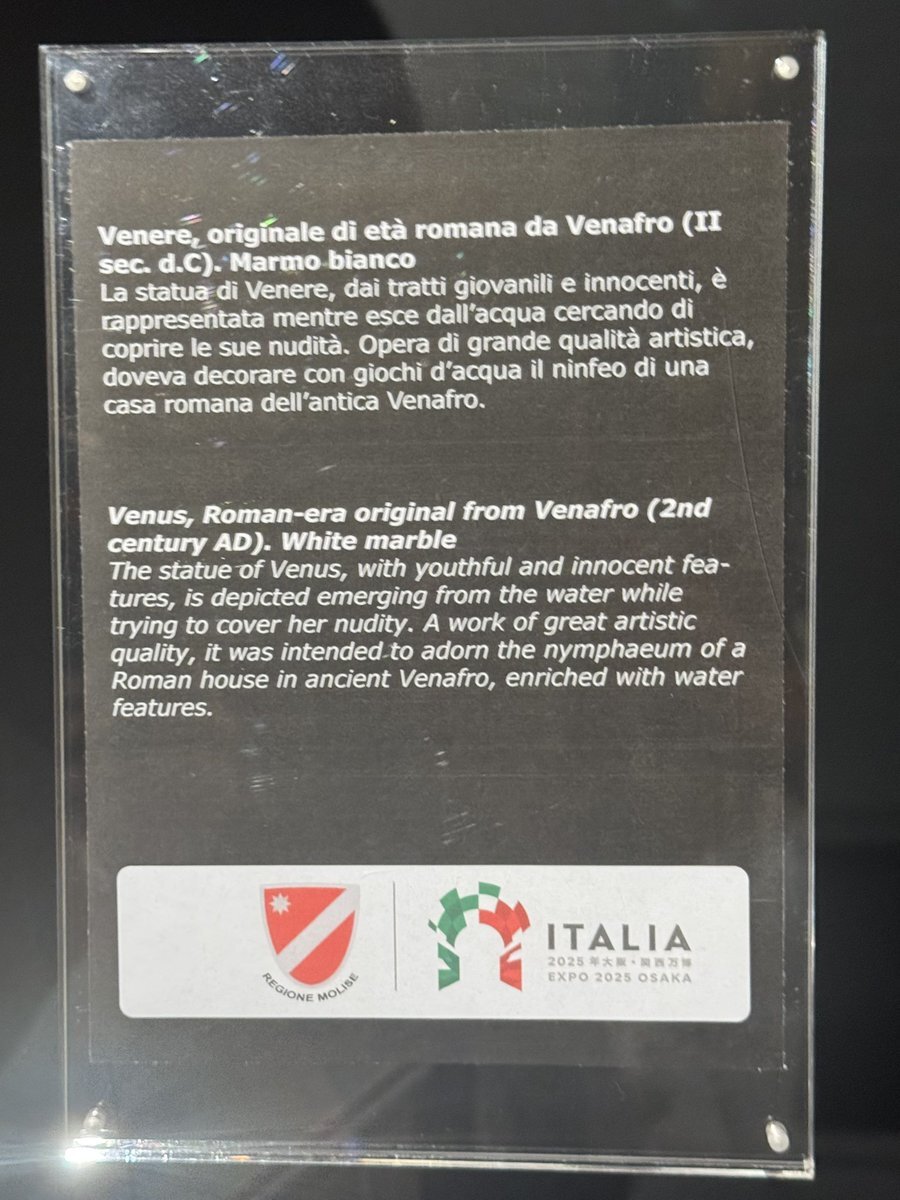 Venere, originale di età romana da Venafro (II
sec. d.C). Marmo bianco
La statua di Venere, dai tratti giovanili e innocenti, è
rappresentata mentre esce dall'acqua cercando di
coprire le sue nudità. Opera di grande qualità artistica,
doveva decorare con giochi d'acqua il ninfeo di una
casa romana dell'antica Venafro.
Venus, Roman-era original from Venafro (2nd
century AD). White marble
The statue of Venus, with youthful and innocent fea-
tures, is depicted emerging from the water while
trying to cover her nudity. A work of great artistic
quality, it was intended to adorn the nymphaeum of a
Roman house in ancient Venafro, enriched with water
features.
REGIONE MOLISE
ITALIA
2025年大阪・関西万博
EXPO 2025 OSAKA